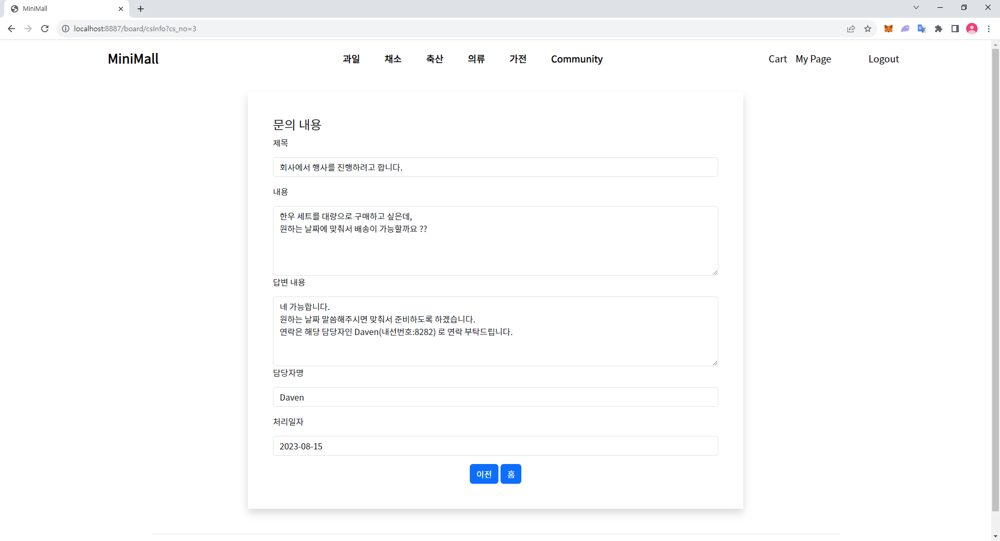 MiniMall
localhost:8887/board/csInfo?cs_no=3
MiniMall
과일 채소 축산 의류 가전 Community
Cart My Page Logout
문의 내용
제목
회사에서 행사를 진행하려고 합니다.
내용
한우 세트를 대량으로 구매하고 싶은데,
원하는 날짜에 맞춰서 배송이 가능할까요 ??
답변 내용
네 가능합니다.
원하는 날짜 말씀해주시면 맞춰서 준비하도록 하겠습니다.
연락은 해당 담당자인 Daven(내선번호:8282) 로 연락 부탁드립니다.
담당자명
Daven
처리일자
2023-08-15
이전 홈